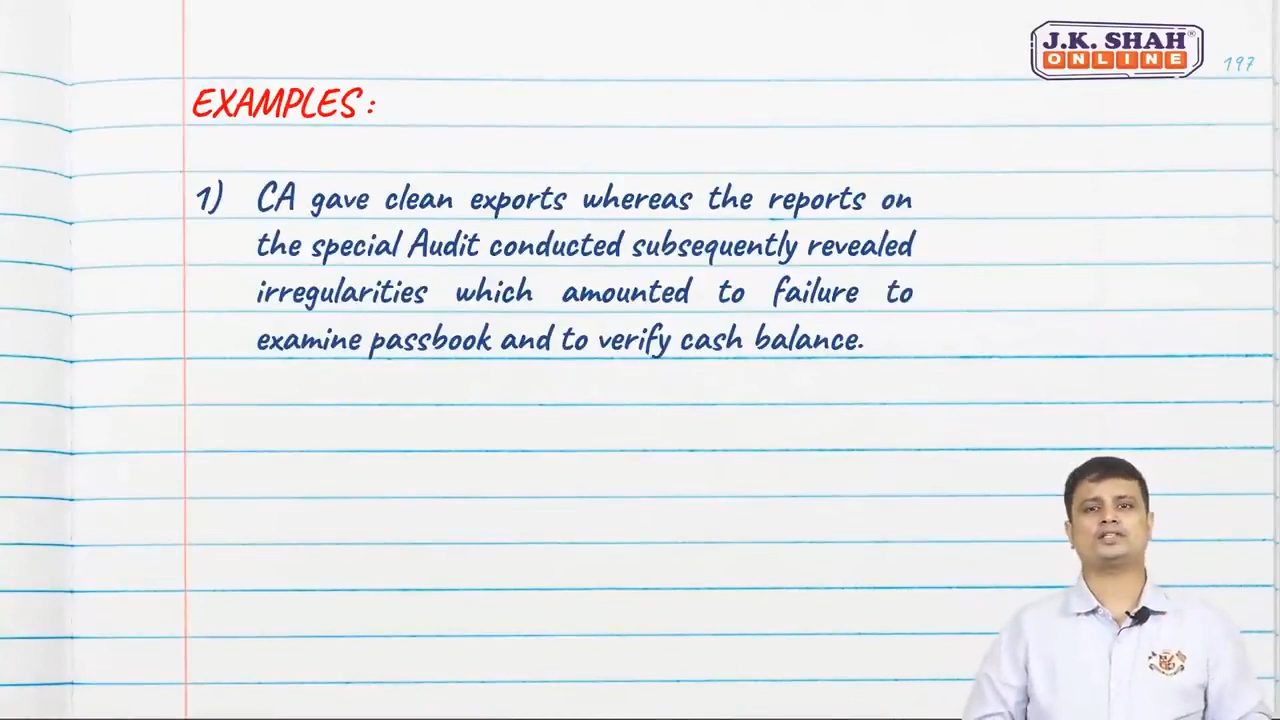 J.K. SHAH®
ONLINE
197
EXAMPLES :
1) CA gave clean exports whereas the reports on
the special Audit conducted subsequently revealed
irregularities which amounted to failure to
examine passbook and to verify cash balance.